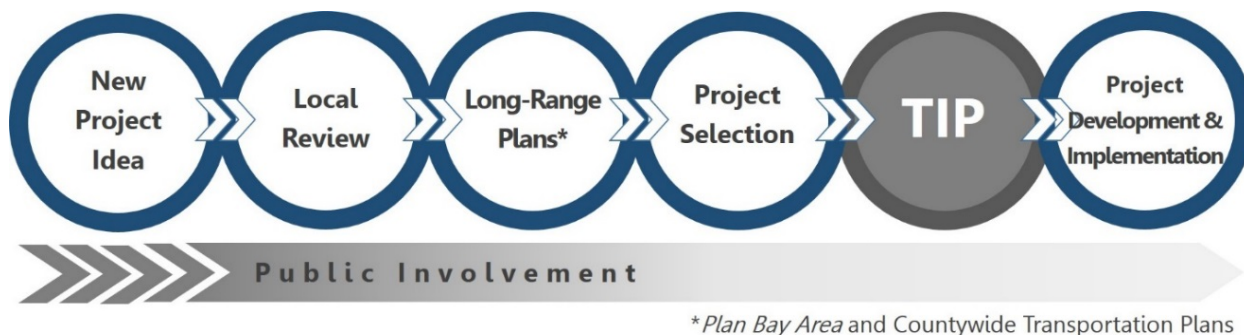 New
Project
Idea
Local
Review
Long-Range
Plans*
Project
Selection
TIP
Project
Development &
Implementation
Public Involvement
*Plan Bay Area and Countywide Transportation Plans